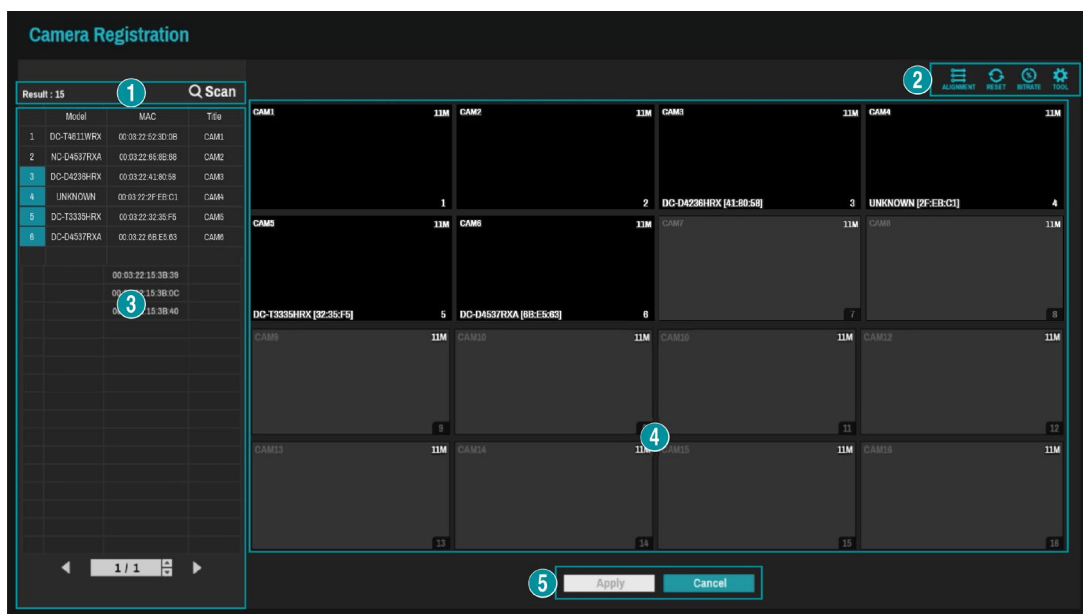 Camera Registration
1
2
ALIGNMENT RESET BITRATE TOOL
Result : 15 Scan
Model MAC Title
1 DC-T4611WRX 00:03:22:52:3D:0B CAM1
2 NC-D4537RXA 00:03:22:65:8B:68 CAM2
3 DC-D4236HRX 00:03:22:41:80:58 CAM3
4 UNKNOWN 00:03:22:2F:EB:C1 CAM4
5 DC-T3335HRX 00:03:22:32:35:F5 CAM5
6 DC-D4537RXA 00:03:22:6B:E5:63 CAM6
00:03:22:15:3B:39
15:3B:0C
15:3B:40
3
1 / 1
CAM1 11M CAM2 11M CAM3 11M CAM4 11M
1 2 DC-D4236HRX [41:80:58] 3 UNKNOWN [2F:EB:C1] 4
CAM5 11M CAM6 11M CAM7 11M CAM8 11M
DC-T3335HRX [32:35:F5] 5 DC-D4537RXA [6B:E5:63] 6 7 8
CAM9 11M CAM10 11M CAM10 11M CAM12 11M
9 11 12
4
CAM13 11M CAM14 11M CAM15 11M CAM16 11M
13 14 15 16
5
Apply Cancel